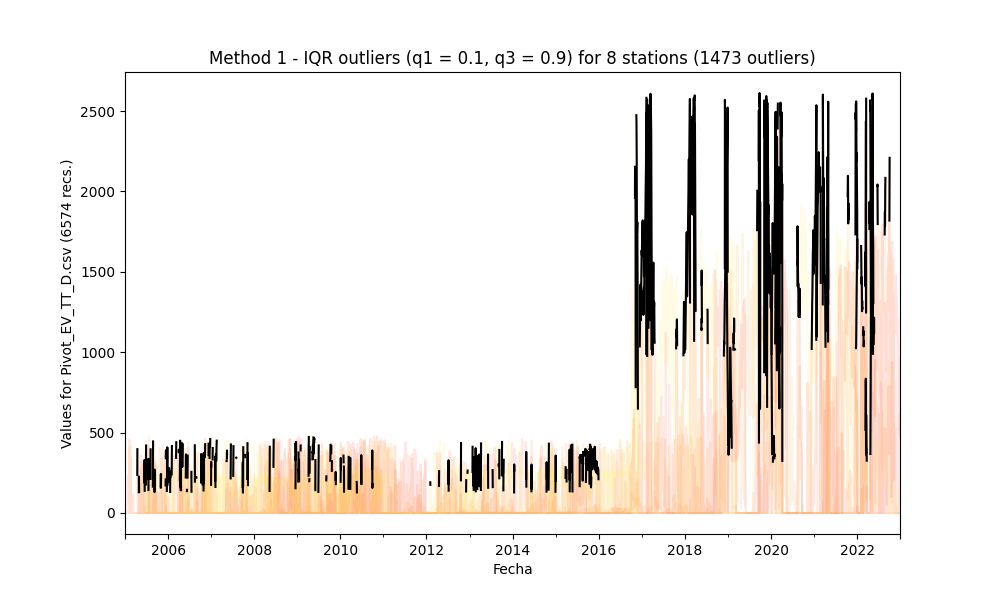 Method 1 - IQR outliers (q1 = 0.1, q3 = 0.9) for 8 stations (1473 outliers)
Values for Pivot_EV_TT_D.csv (6574 recs.)
2500
2000
1500
1000
500
0
2006 2008 2010 2012 2014 2016 2018 2020 2022
Fecha